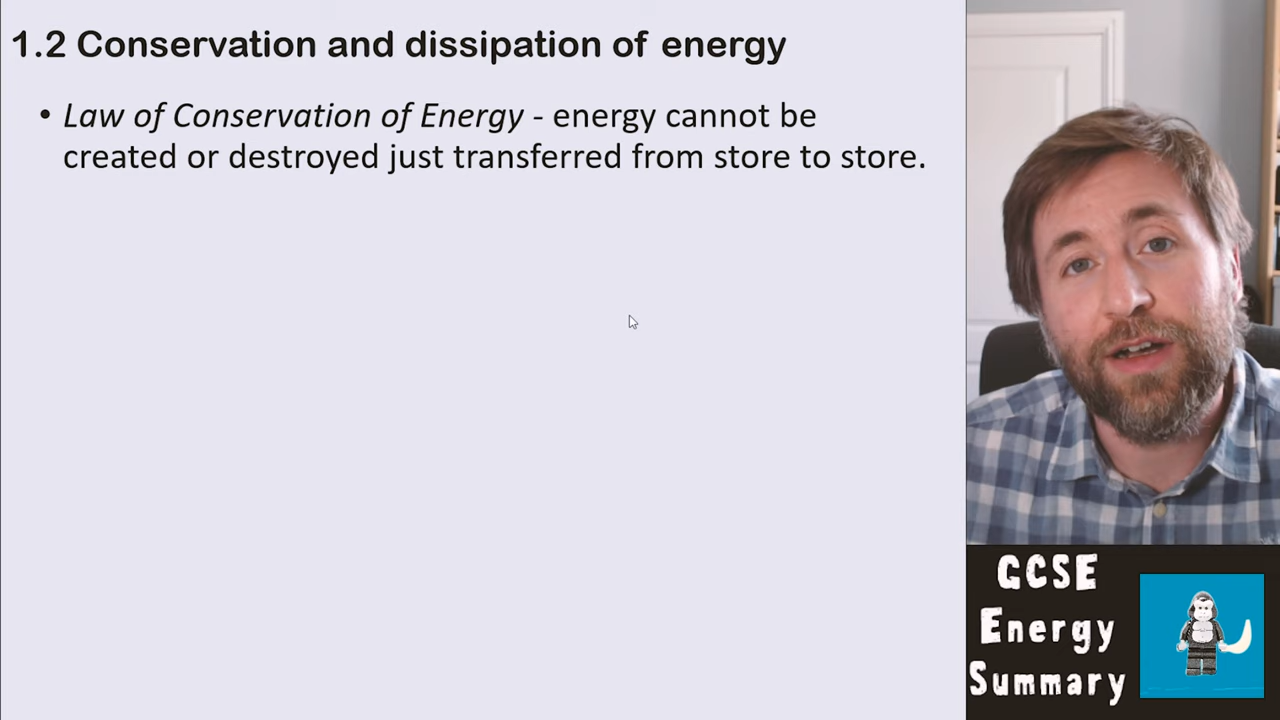 1.2 Conservation and dissipation of energy
• Law of Conservation of Energy - energy cannot be
created or destroyed just transferred from store to store.
GCSE
Energy
Summary